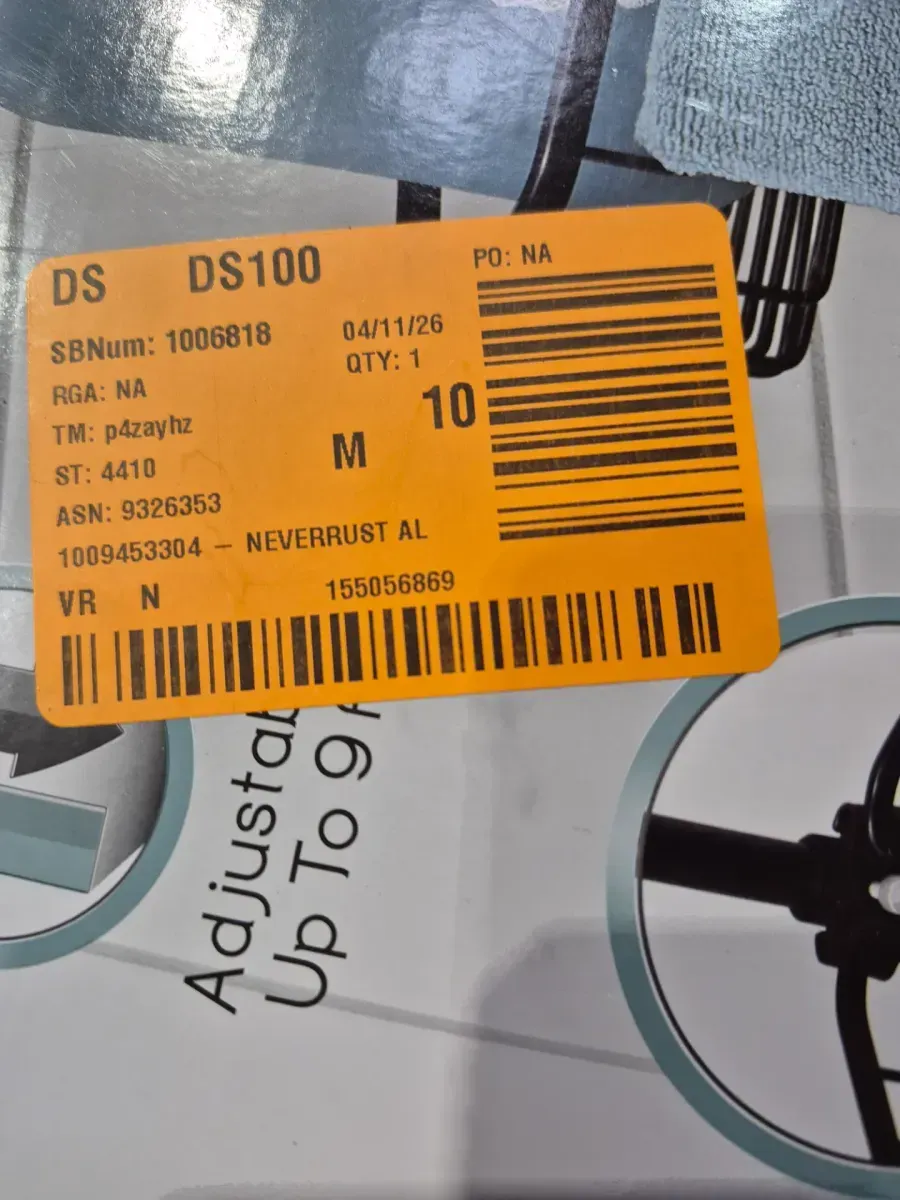 DS DS100
PO: NA
SBNum: 1006818 04/11/26
QTY: 1
RGA: NA
TM: p4zayhz
M 10
ST: 4410
ASN: 9326353
1009453304 – NEVERRUST AL
VR N 155056869
Up To 9